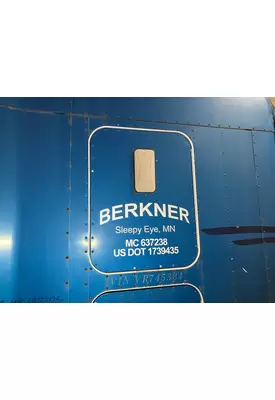 BERKNER
Sleepy Eye, MN
MC 637238
US DOT 1739435